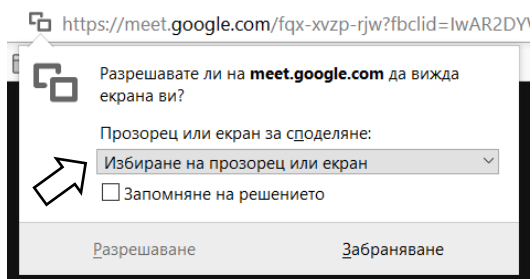 https://meet.google.com/fqx-xvzp-rjw?fbclid=IwAR2DY
Разрешавате ли на meet.google.com да вижда
екрана ви?
Прозорец или екран за споделяне:
Избиране на прозорец или екран
Запомняне на решението
Разрешаване
Забраняване